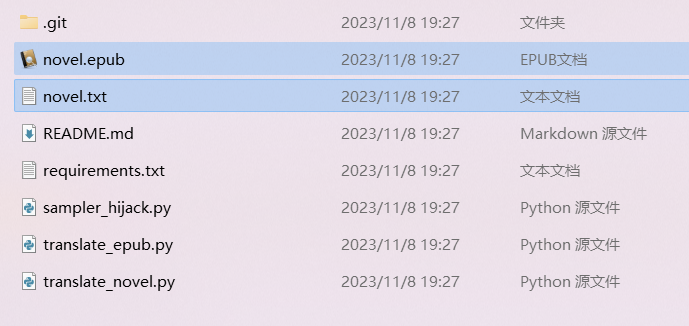 .git 2023/11/8 19:27 文件夹
novel.epub 2023/11/8 19:27 EPUB文档
novel.txt 2023/11/8 19:27 文本文档
README.md 2023/11/8 19:27 Markdown 源文件
requirements.txt 2023/11/8 19:27 文本文档
sampler_hijack.py 2023/11/8 19:27 Python 源文件
translate_epub.py 2023/11/8 19:27 Python 源文件
translate_novel.py 2023/11/8 19:27 Python 源文件